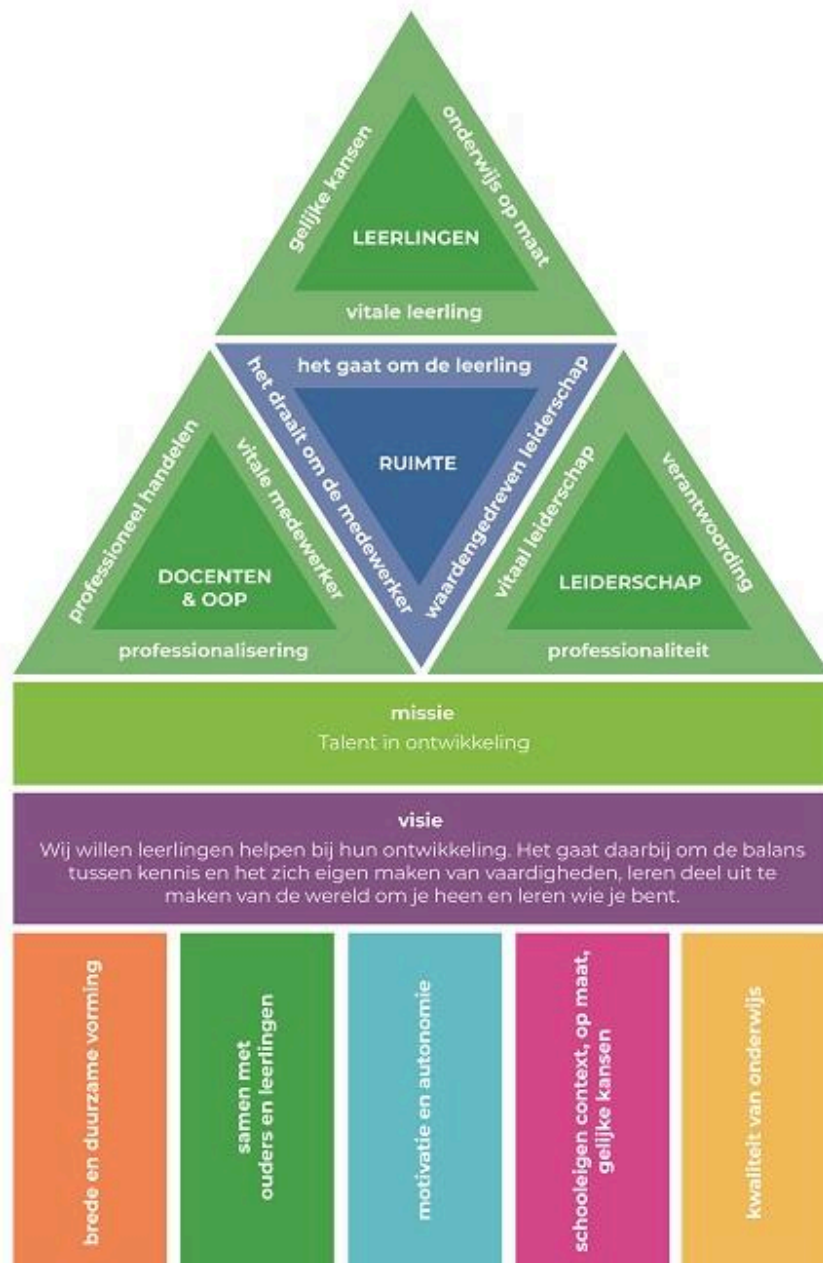 gelijke kansen
onderwijs op maat
LEERLINGEN
vitale leerling
het gaat om de leerling
het draait om de medewerker
waardengedreven leiderschap
RUIMTE
professioneel handelen
vitale medewerker
DOCENTEN
& OOP
professionalisering
vitaal leiderschap
verantwoording
LEIDERSCHAP
professionaliteit
missie
Talent in ontwikkeling
visie
Wij willen leerlingen helpen bij hun ontwikkeling. Het gaat daarbij om de balans
tussen kennis en het zich eigen maken van vaardigheden, leren deel uit te
maken van de wereld om je heen en leren wie je bent.
brede en duurzame vorming
samen met
ouders en leerlingen
motivatie en autonomie
schooleigen context, op maat,
gelijke kansen
kwaliteit van onderwijs